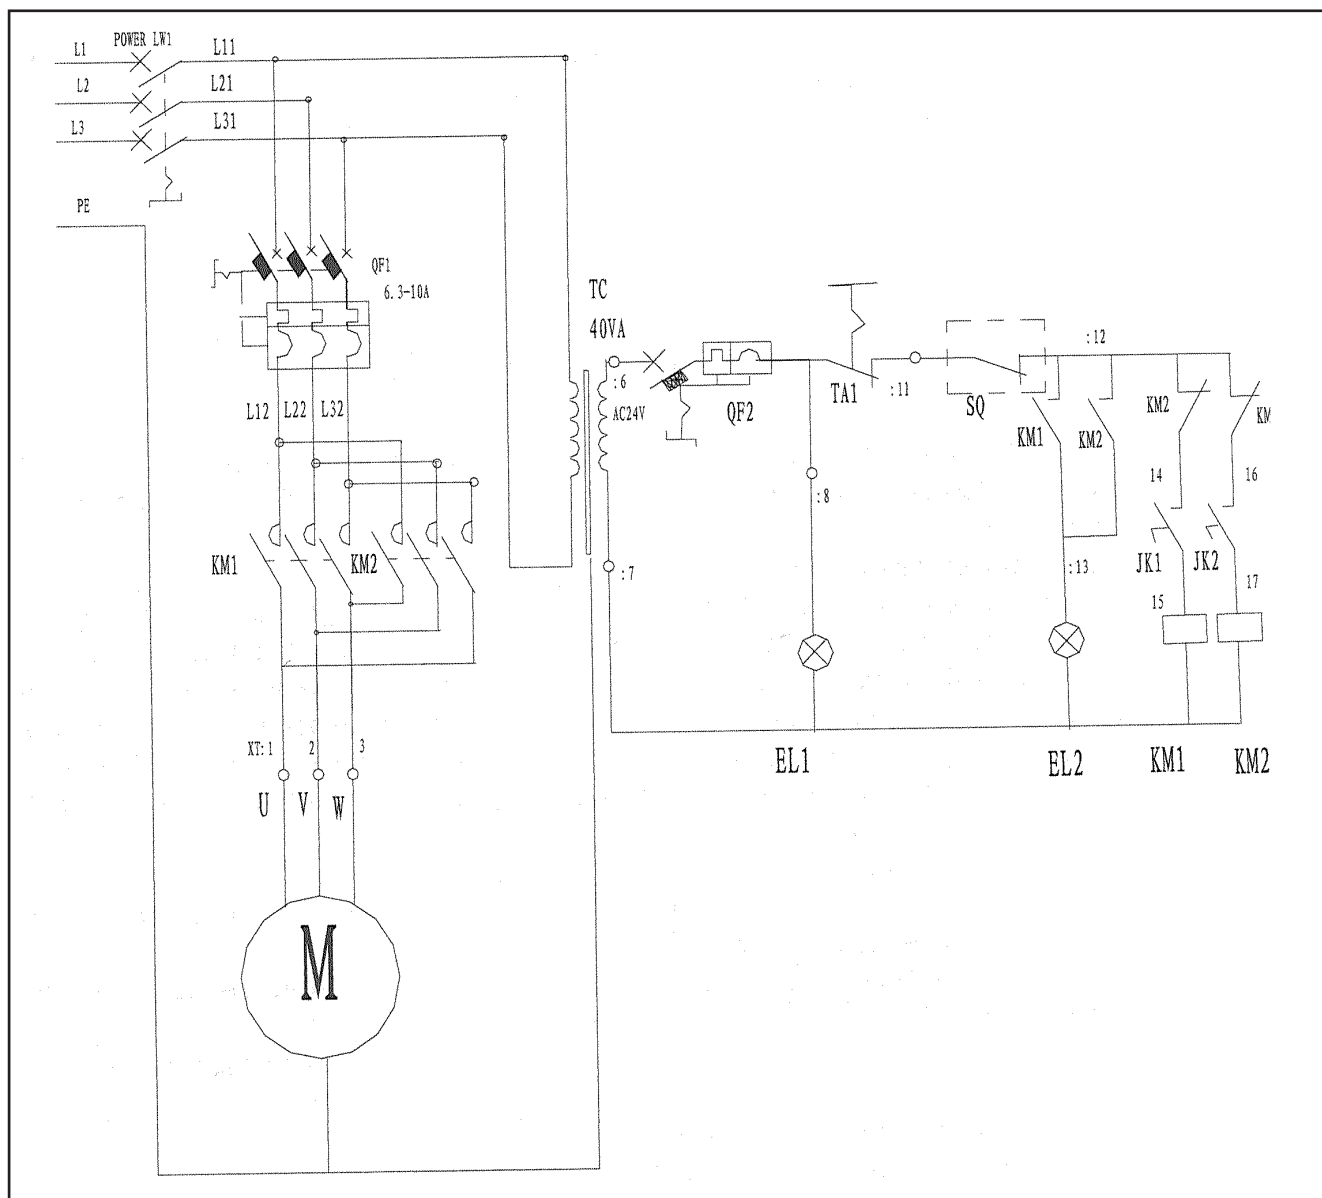 POWER LW1
L1
L11
L2
L21
L3
L31
PE
QF1
6.3-10A
TC
40VA
:6
AC24V
QF2
TA1
:11
SQ
:12
KM1
KM2
KM2
KM
L12 L22 L32
:8
14
16
KM1
KM2
:7
:13
JK1
JK2
15
17
XT:1 2 3
U V W
EL1
EL2
KM1
KM2
M